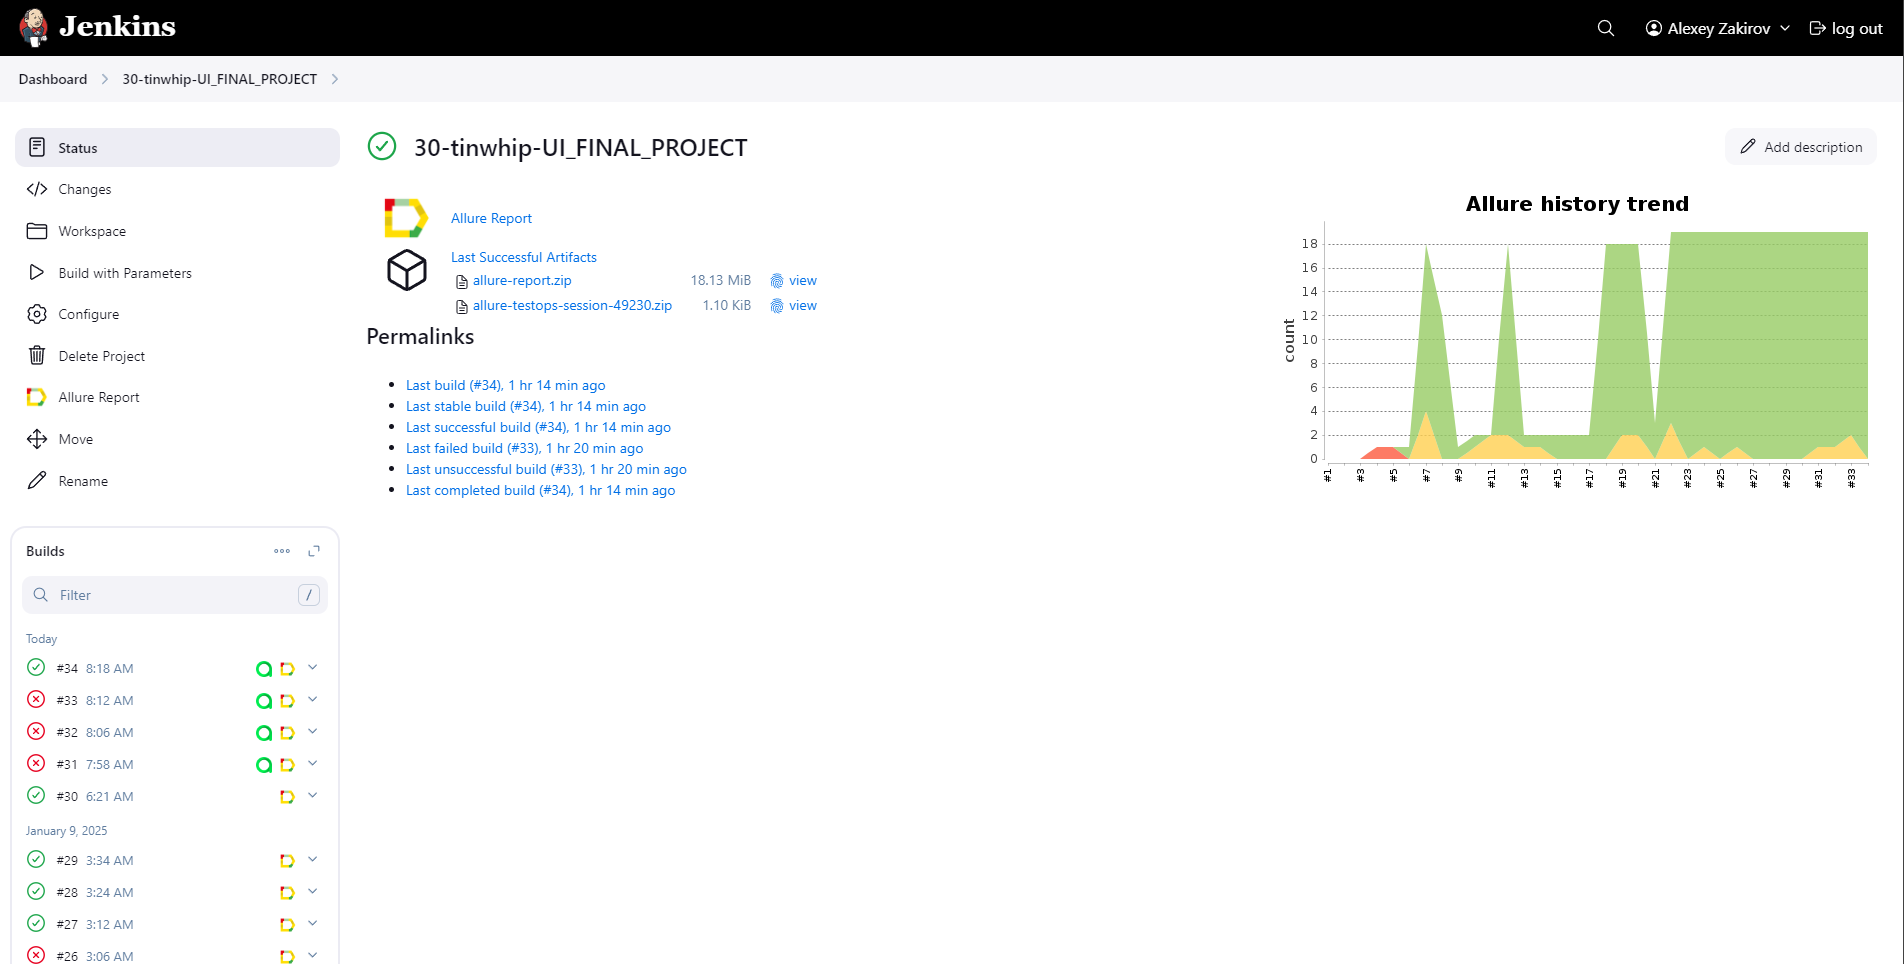 Jenkins
Alexey Zakirov
log out
Dashboard
30-tinwhip-UI_FINAL_PROJECT
Status
Changes
Workspace
Build with Parameters
Configure
Delete Project
Allure Report
Move
Rename
Builds
Filter /
Today
#34 8:18 AM
#33 8:12 AM
#32 8:06 AM
#31 7:58 AM
#30 6:21 AM
January 9, 2025
#29 3:34 AM
#28 3:24 AM
#27 3:12 AM
#26 3:06 AM
30-tinwhip-UI_FINAL_PROJECT
Add description
Allure Report
Last Successful Artifacts
allure-report.zip 18.13 MiB view
allure-testops-session-49230.zip 1.10 KiB view
Permalinks
Last build (#34), 1 hr 14 min ago
Last stable build (#34), 1 hr 14 min ago
Last successful build (#34), 1 hr 14 min ago
Last failed build (#33), 1 hr 20 min ago
Last unsuccessful build (#33), 1 hr 20 min ago
Last completed build (#34), 1 hr 14 min ago
Allure history trend
count
18
16
14
12
10
8
6
4
2
0
#1 #3 #5 #7 #9 #11 #13 #15 #17 #19 #21 #23 #25 #27 #29 #31 #33